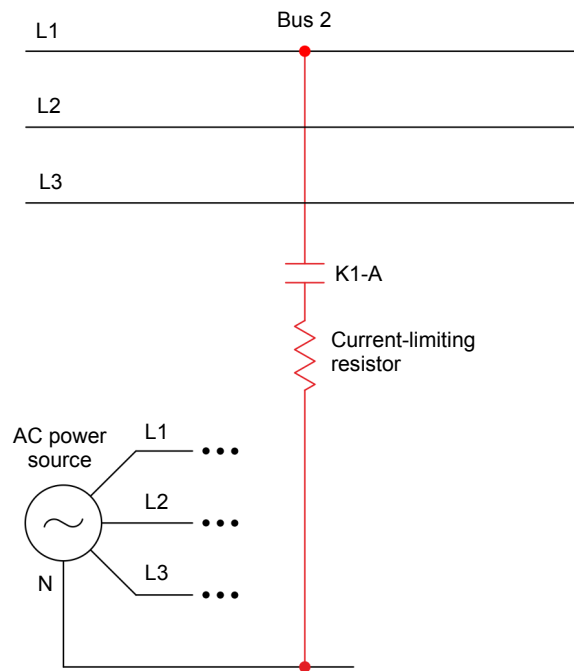 Bus 2
L1
L2
L3
K1-A
Current-limiting
resistor
AC power
source
L1
L2
L3
N